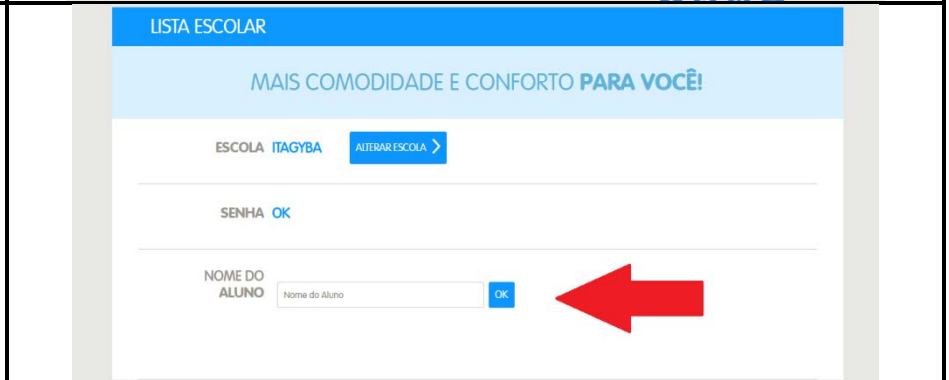 LISTA ESCOLAR
MAIS COMODIDADE E CONFORTO PARA VOCÊ!
ESCOLA ITAGYBA ALTERAR ESCOLA
SENHA OK
NOME DO
ALUNO Nome do Aluno OK